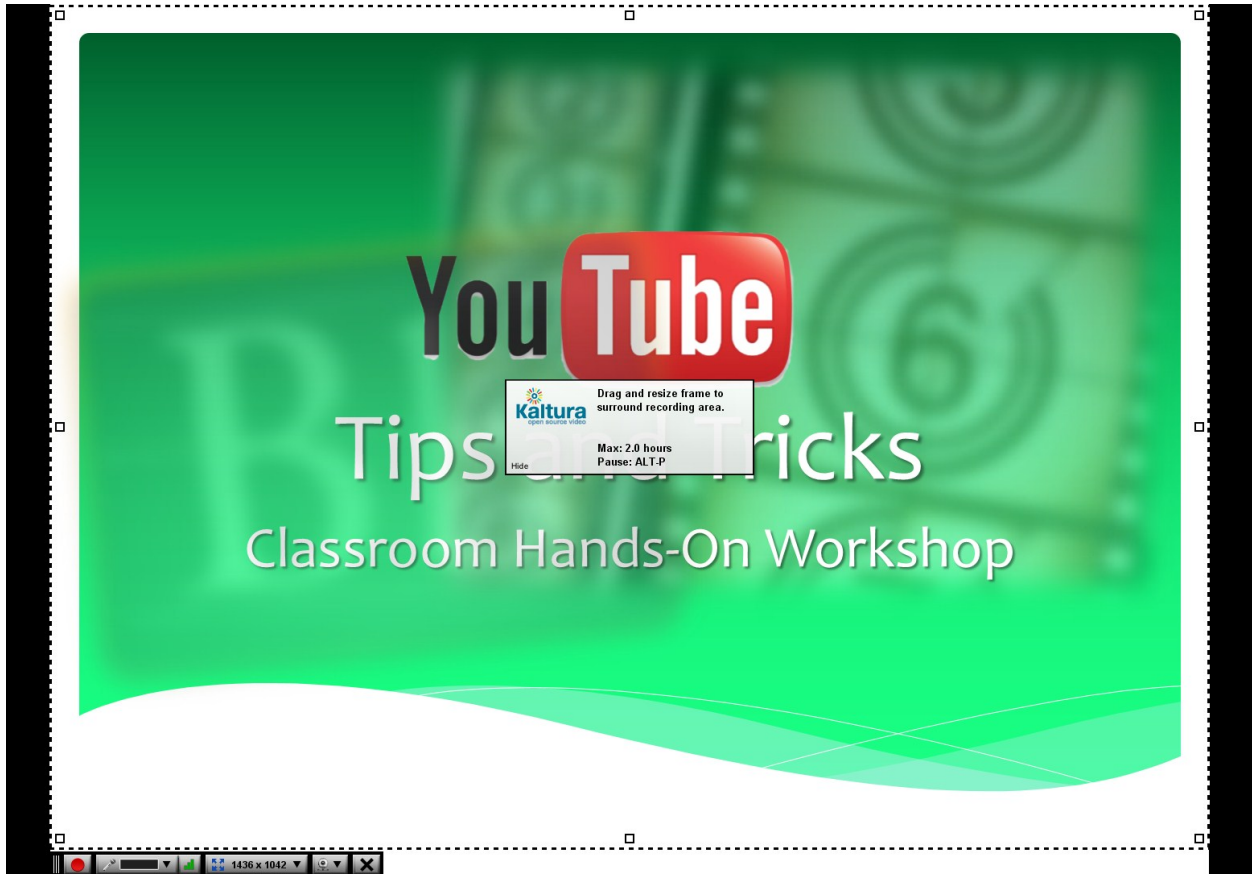 YouTube
Kaltura
open source video
Drag and resize frame to
surround recording area.
Max: 2.0 hours
Pause: ALT-P
Hide
Tips and Tricks
Classroom Hands-On Workshop
6
1436 x 1042